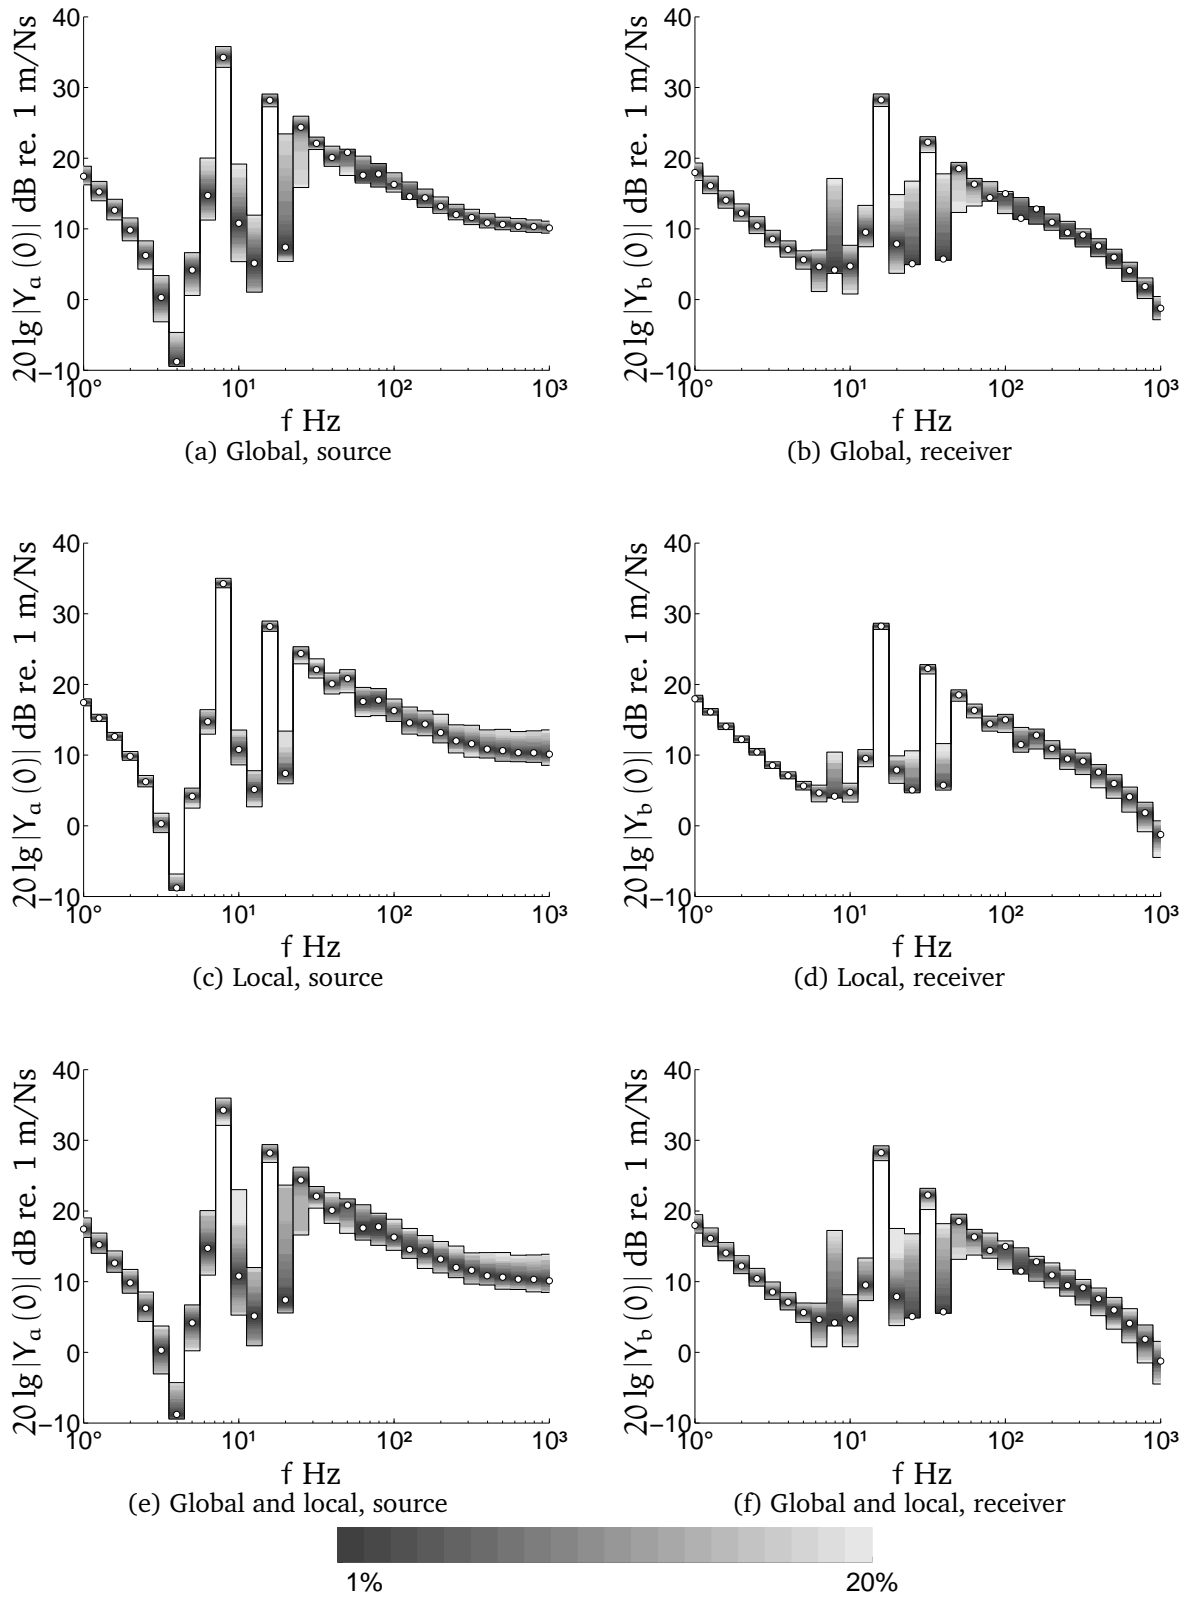 40
30
20
10
0
−10
20 lg |Yₐ (0)| dB re. 1 m/Ns
10° 10¹ 10² 10³
f Hz
(a) Global, source
40
30
20
10
0
−10
20 lg |Y_b (0)| dB re. 1 m/Ns
10° 10¹ 10² 10³
f Hz
(b) Global, receiver
40
30
20
10
0
−10
20 lg |Yₐ (0)| dB re. 1 m/Ns
10° 10¹ 10² 10³
f Hz
(c) Local, source
40
30
20
10
0
−10
20 lg |Y_b (0)| dB re. 1 m/Ns
10° 10¹ 10² 10³
f Hz
(d) Local, receiver
40
30
20
10
0
−10
20 lg |Yₐ (0)| dB re. 1 m/Ns
10° 10¹ 10² 10³
f Hz
(e) Global and local, source
40
30
20
10
0
−10
20 lg |Y_b (0)| dB re. 1 m/Ns
10° 10¹ 10² 10³
f Hz
(f) Global and local, receiver
1% 20%